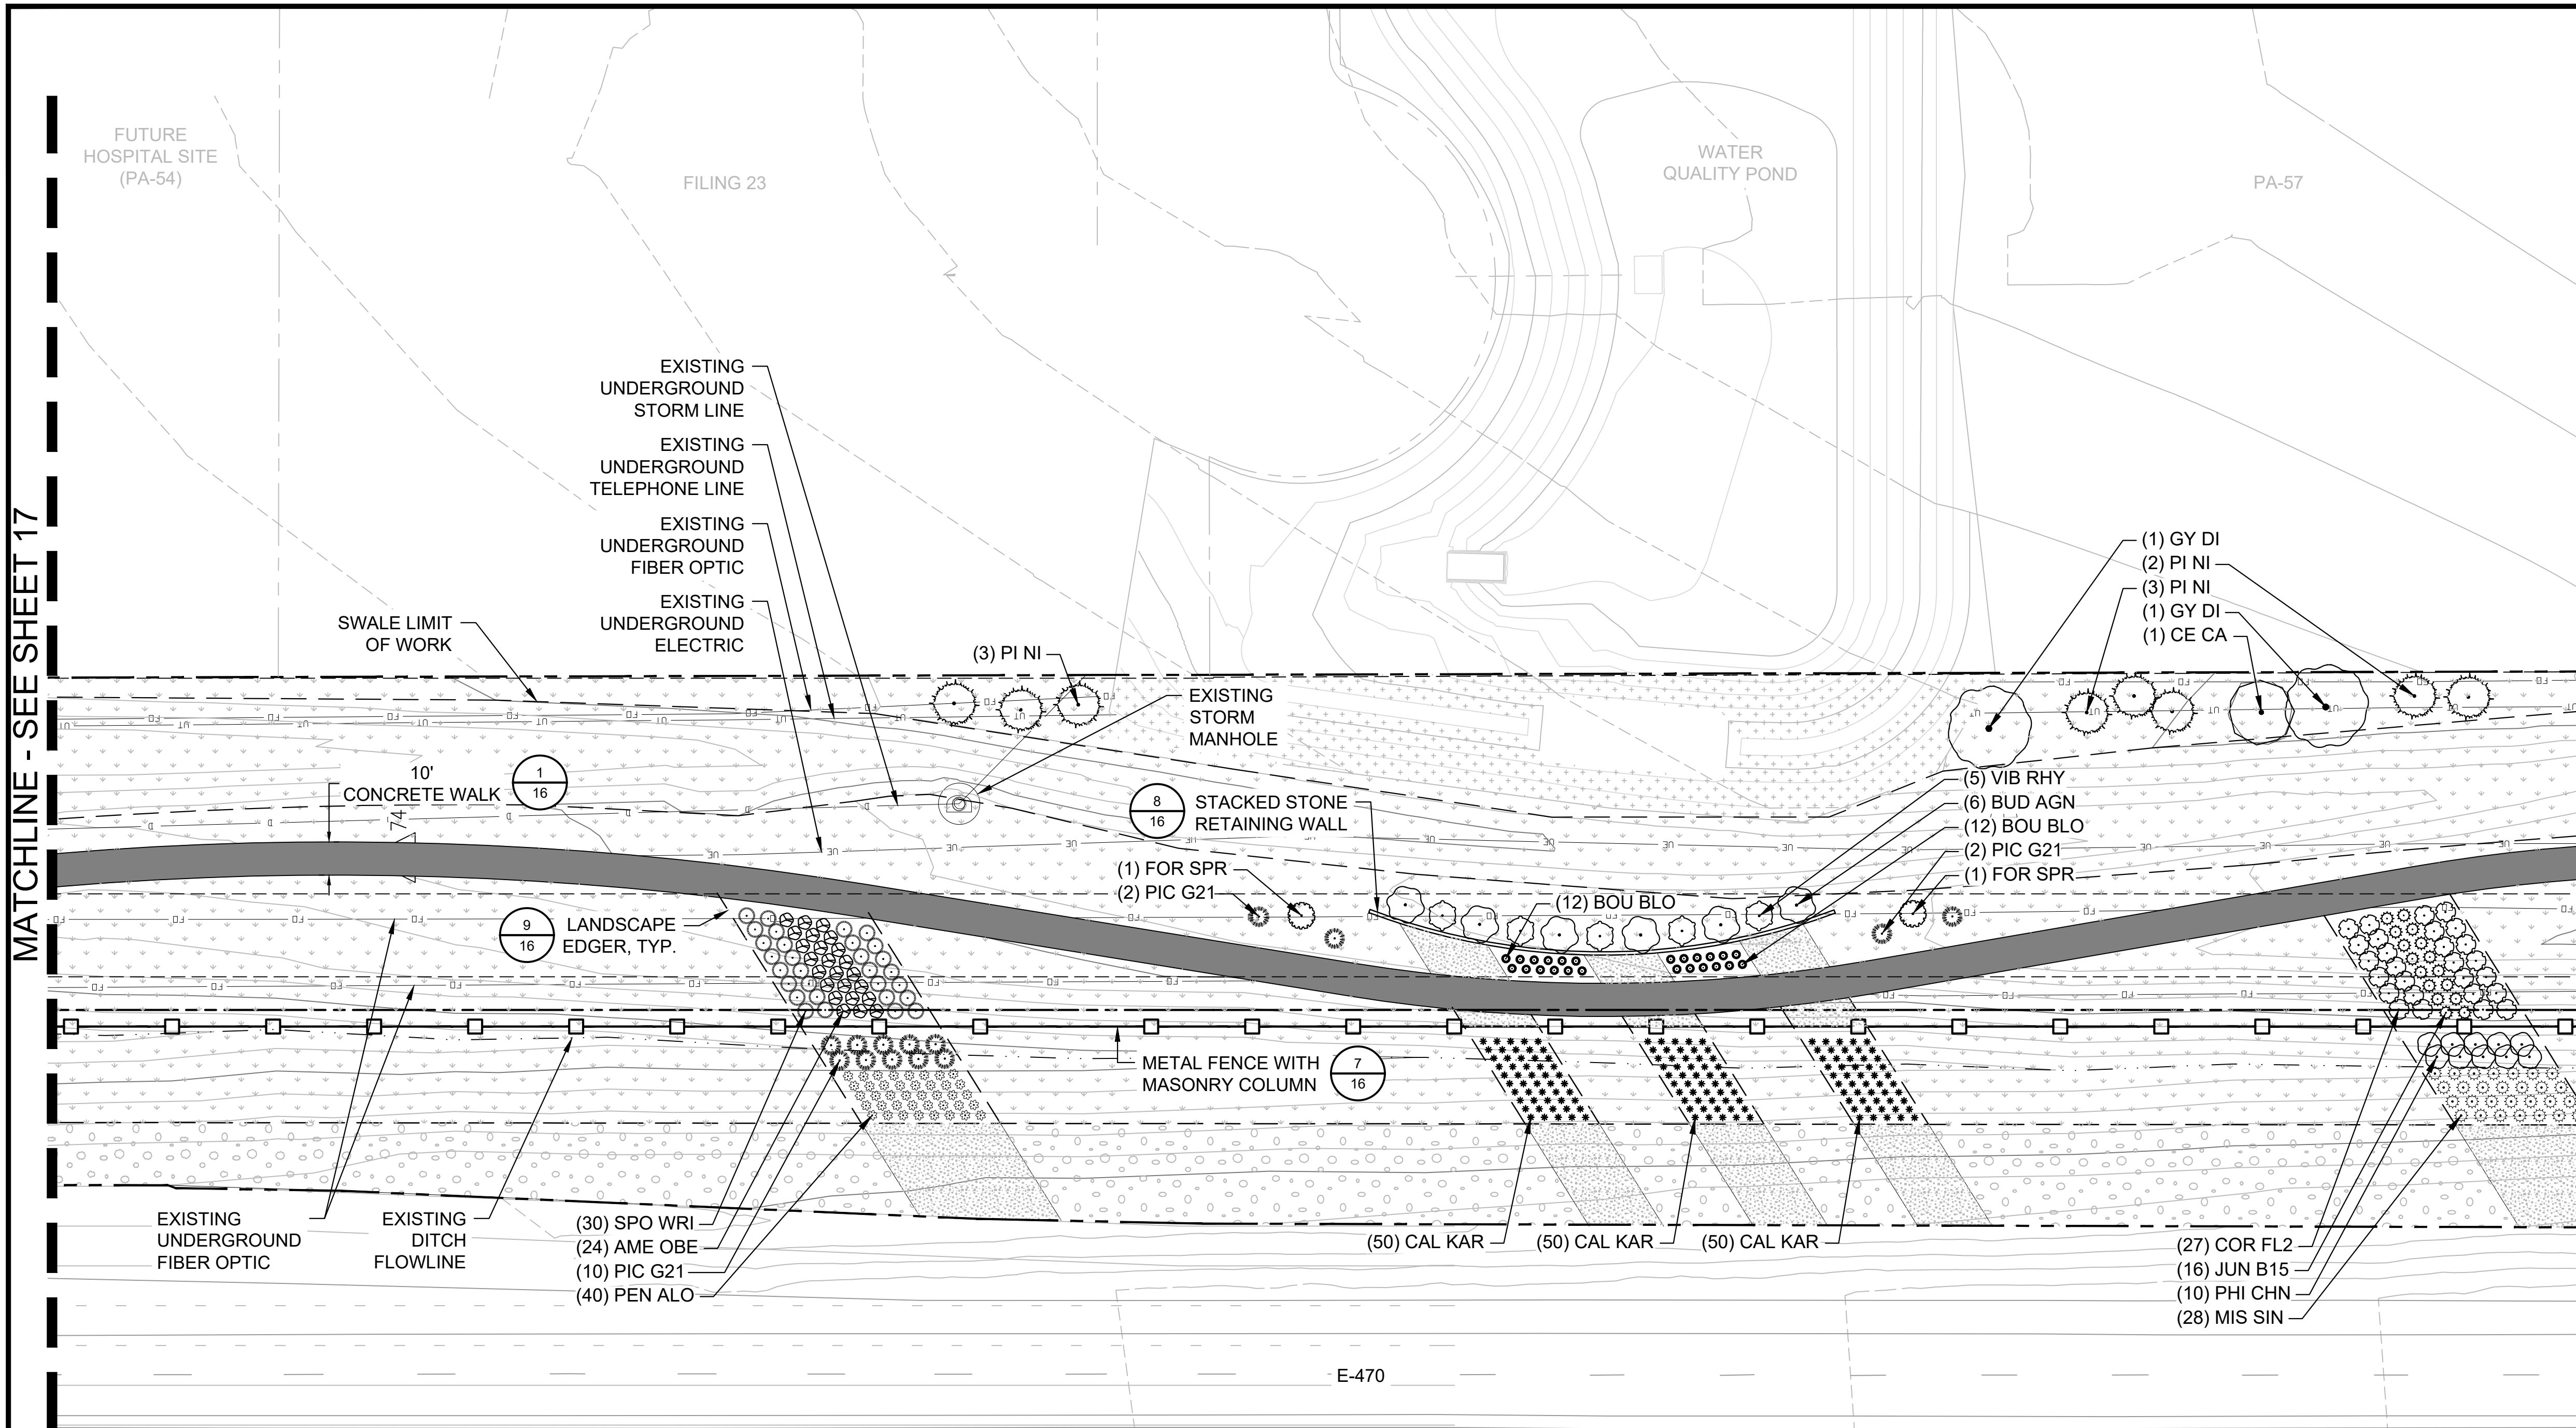 FUTURE
HOSPITAL SITE
(PA-54)
FILING 23
WATER
QUALITY POND
PA-57
MATCHLINE - SEE SHEET 17
EXISTING
UNDERGROUND
STORM LINE
EXISTING
UNDERGROUND
TELEPHONE LINE
EXISTING
UNDERGROUND
FIBER OPTIC
EXISTING
UNDERGROUND
ELECTRIC
SWALE LIMIT
OF WORK
(3) PI NI
EXISTING
STORM
MANHOLE
(1) GY DI
(2) PI NI
(3) PI NI
(1) GY DI
(1) CE CA
10'
CONCRETE WALK
1
16
74
8
16
STACKED STONE
RETAINING WALL
(5) VIB RHY
(6) BUD AGN
(12) BOU BLO
(2) PIC G21
(1) FOR SPR
(1) FOR SPR
(2) PIC G21
(12) BOU BLO
9
16
LANDSCAPE
EDGER, TYP.
METAL FENCE WITH
MASONRY COLUMN
7
16
EXISTING
UNDERGROUND
FIBER OPTIC
EXISTING
DITCH
FLOWLINE
(30) SPO WRI
(24) AME OBE
(10) PIC G21
(40) PEN ALO
(50) CAL KAR
(50) CAL KAR
(50) CAL KAR
(27) COR FL2
(16) JUN B15
(10) PHI CHN
(28) MIS SIN
E-470